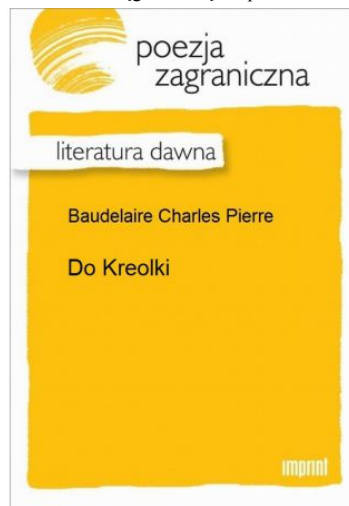 poezja
zagraniczna
literatura dawna
Baudelaire Charles Pierre
Do Kreolki
imprint